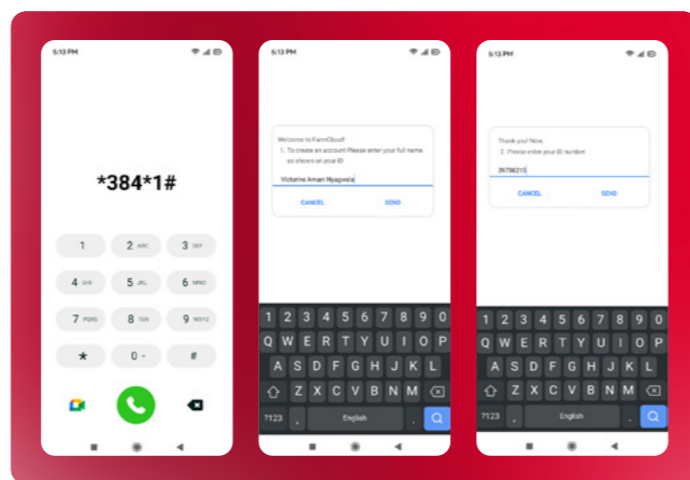 5:13 PM
*384*1#
1
2 ABC
3 DEF
4 GHI
5 JKL
6 MNO
7 PQRS
8 TUV
9 WXYZ
* 0 + #
5:13 PM
Welcome to FarmCloud!
1. To create an account Please enter your full name
as shown on your ID
Victorine Amari Nyagwala
CANCEL SEND
1 2 3 4 5 6 7 8 9 0
Q W E R T Y U I O P
A S D F G H J K L
Z X C V B N M
?123 , English .
5:13 PM
Thank you! Now,
2. Please enter your ID number
39788215
CANCEL SEND
1 2 3 4 5 6 7 8 9 0
Q W E R T Y U I O P
A S D F G H J K L
Z X C V B N M
?123 , English .